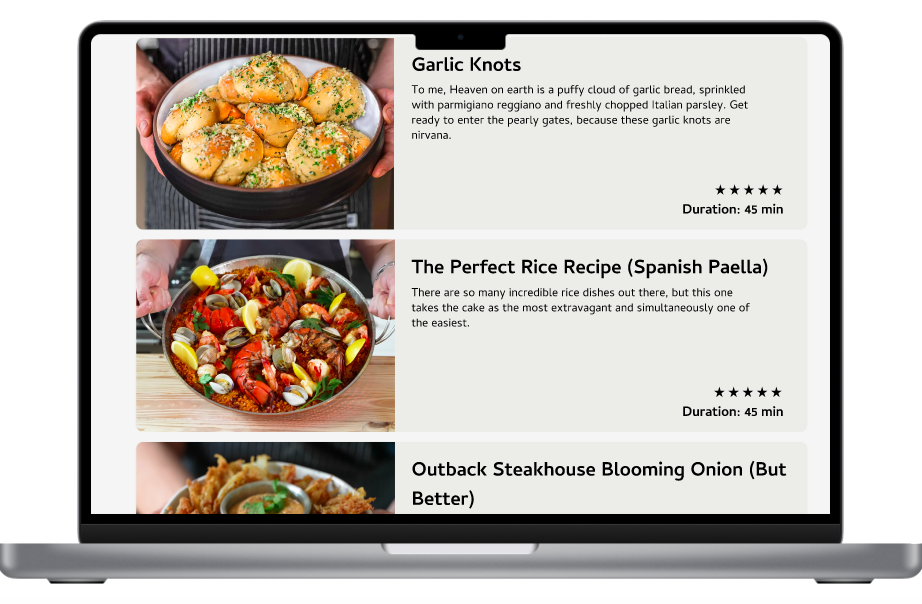 Garlic Knots
To me, Heaven on earth is a puffy cloud of garlic bread, sprinkled
with parmigiano reggiano and freshly chopped Italian parsley. Get
ready to enter the pearly gates, because these garlic knots are
nirvana.
★ ★ ★ ★ ★
Duration: 45 min
The Perfect Rice Recipe (Spanish Paella)
There are so many incredible rice dishes out there, but this one
takes the cake as the most extravagant and simultaneously one of
the easiest.
★ ★ ★ ★ ★
Duration: 45 min
Outback Steakhouse Blooming Onion (But
Better)